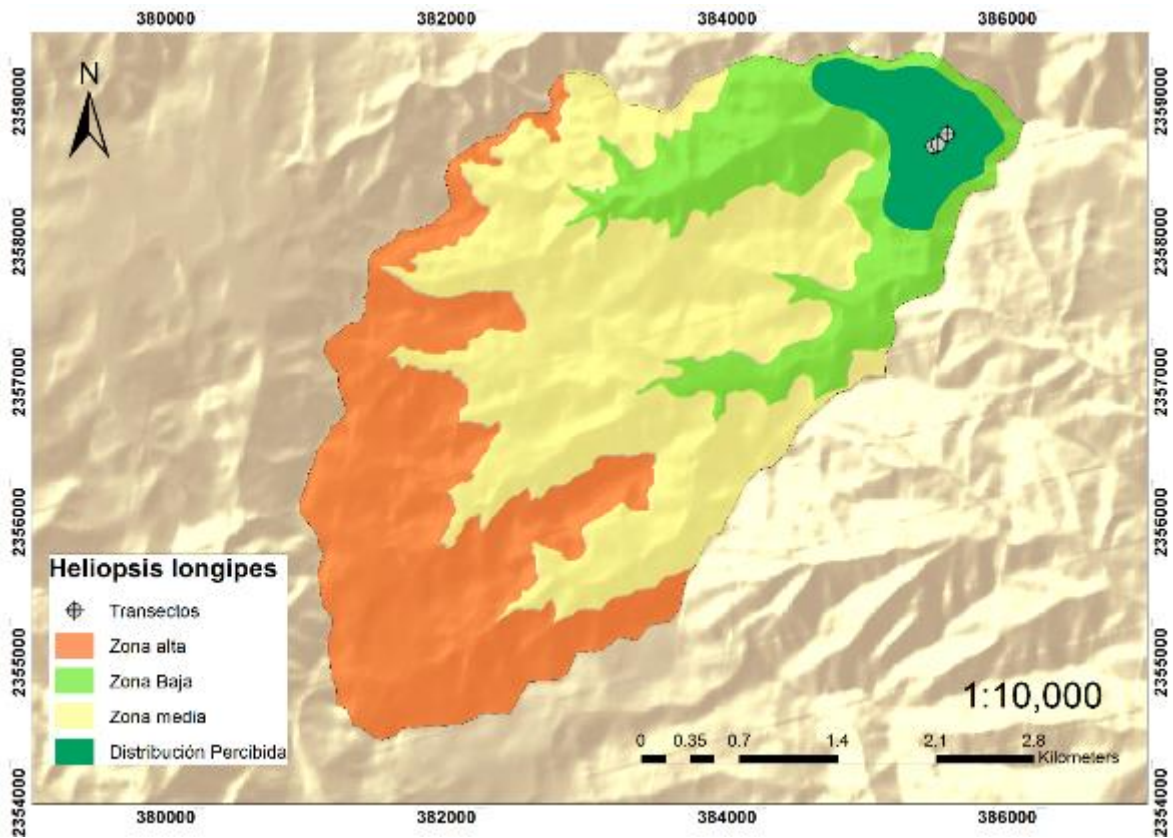 380000 382000 384000 386000
N
2359000 2359000
2358000 2358000
2357000 2357000
2356000 2356000
2355000 2355000
2354000 2354000
Heliopsis longipes
Transectos
Zona alta
Zona Baja
Zona media
Distribución Percibida
1:10,000
0 0.35 0.7 1.4 2.1 2.8
Kilometers
380000 382000 384000 386000